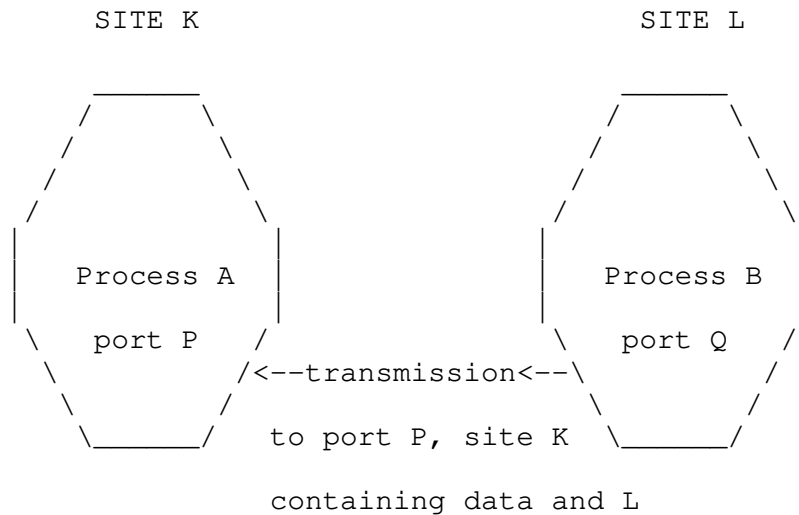 SITE K SITE L
Process A Process B
port P port Q
<--transmission<--
to port P, site K
containing data and L